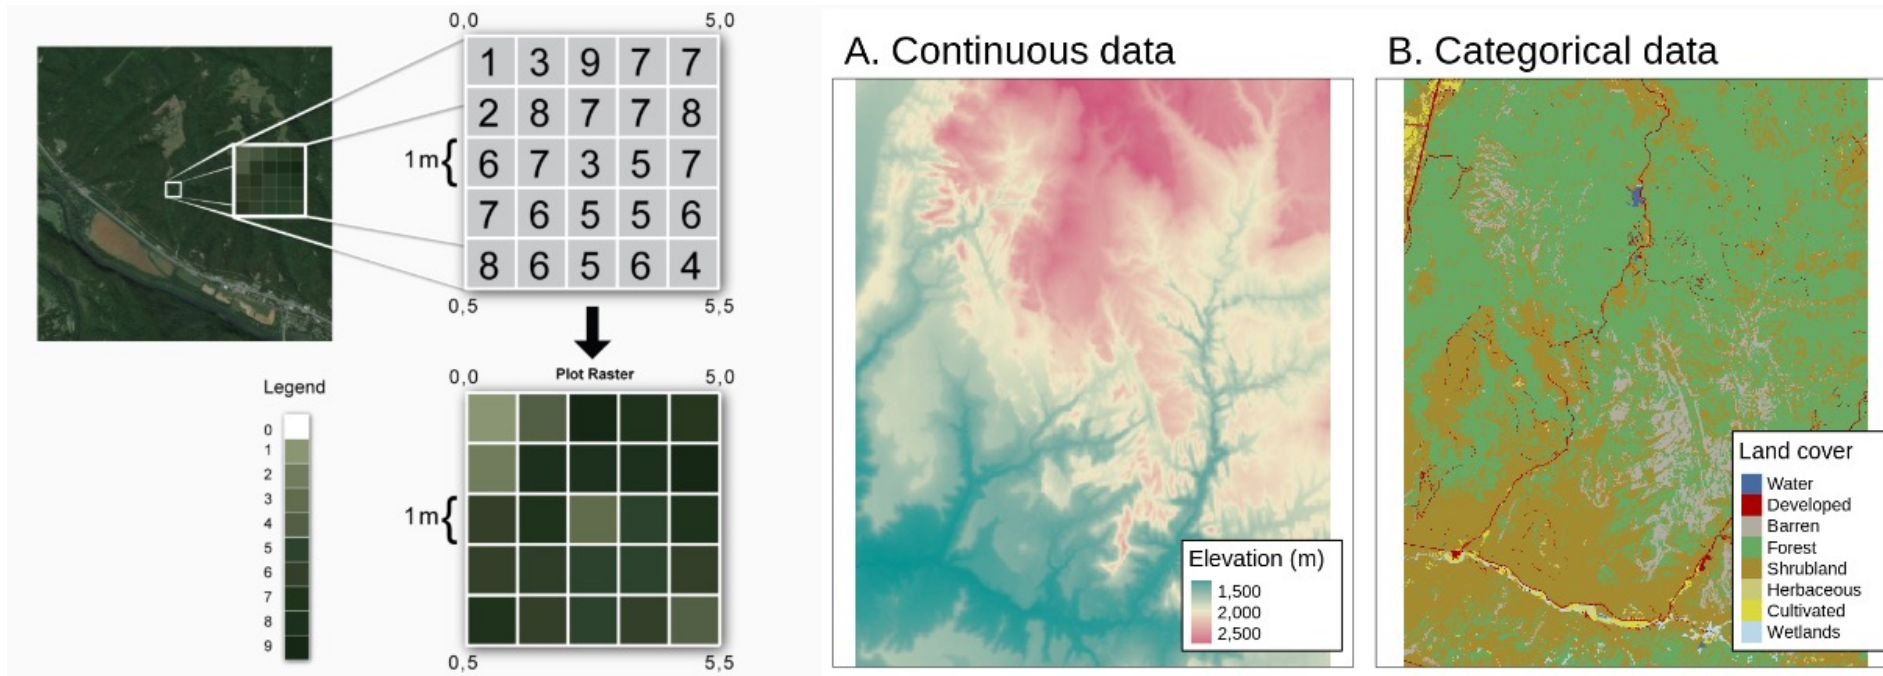 0,0 5,0
1 3 9 7 7
2 8 7 7 8
1m{ 6 7 3 5 7
7 6 5 5 6
8 6 5 6 4
0,5 5,5
Plot Raster
0,0 5,0
1m{
0,5 5,5
Legend
0
1
2
3
4
5
6
7
8
9
A. Continuous data
Elevation (m)
1,500
2,000
2,500
B. Categorical data
Land cover
Water
Developed
Barren
Forest
Shrubland
Herbaceous
Cultivated
Wetlands